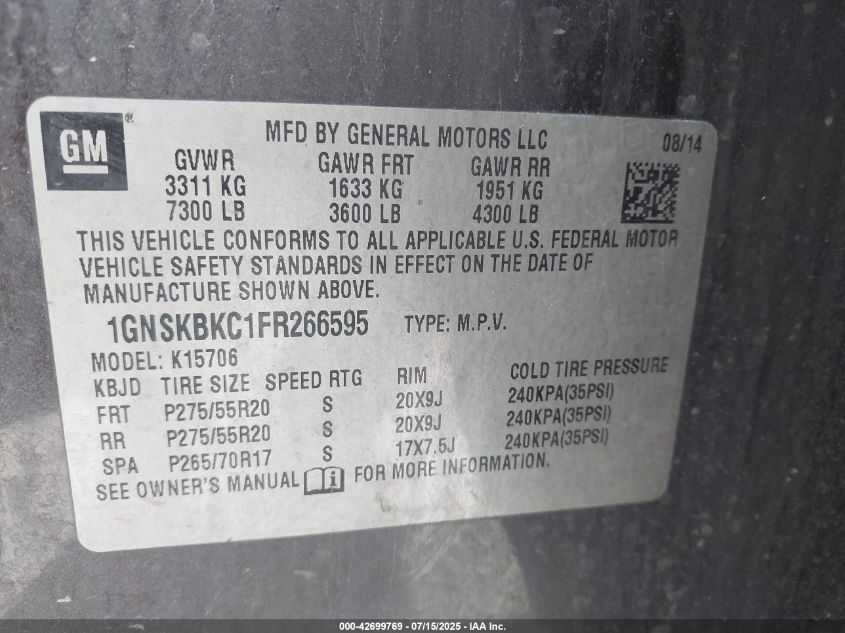 GM®
MFD BY GENERAL MOTORS LLC 08/14
GVWR GAWR FRT GAWR RR
3311 KG 1633 KG 1951 KG
7300 LB 3600 LB 4300 LB
THIS VEHICLE CONFORMS TO ALL APPLICABLE U.S. FEDERAL MOTOR
VEHICLE SAFETY STANDARDS IN EFFECT ON THE DATE OF
MANUFACTURE SHOWN ABOVE.
1GNSKBKC1FR266595 TYPE: M.P.V.
MODEL: K15706
KBJD TIRE SIZE SPEED RTG RIM COLD TIRE PRESSURE
FRT P275/55R20 S 20X9J 240KPA(35PSI)
RR P275/55R20 S 20X9J 240KPA(35PSI)
SPA P265/70R17 S 17X7.5J 240KPA(35PSI)
SEE OWNER'S MANUAL i FOR MORE INFORMATION.
000-42699769 - 07/15/2025 - IAA Inc.